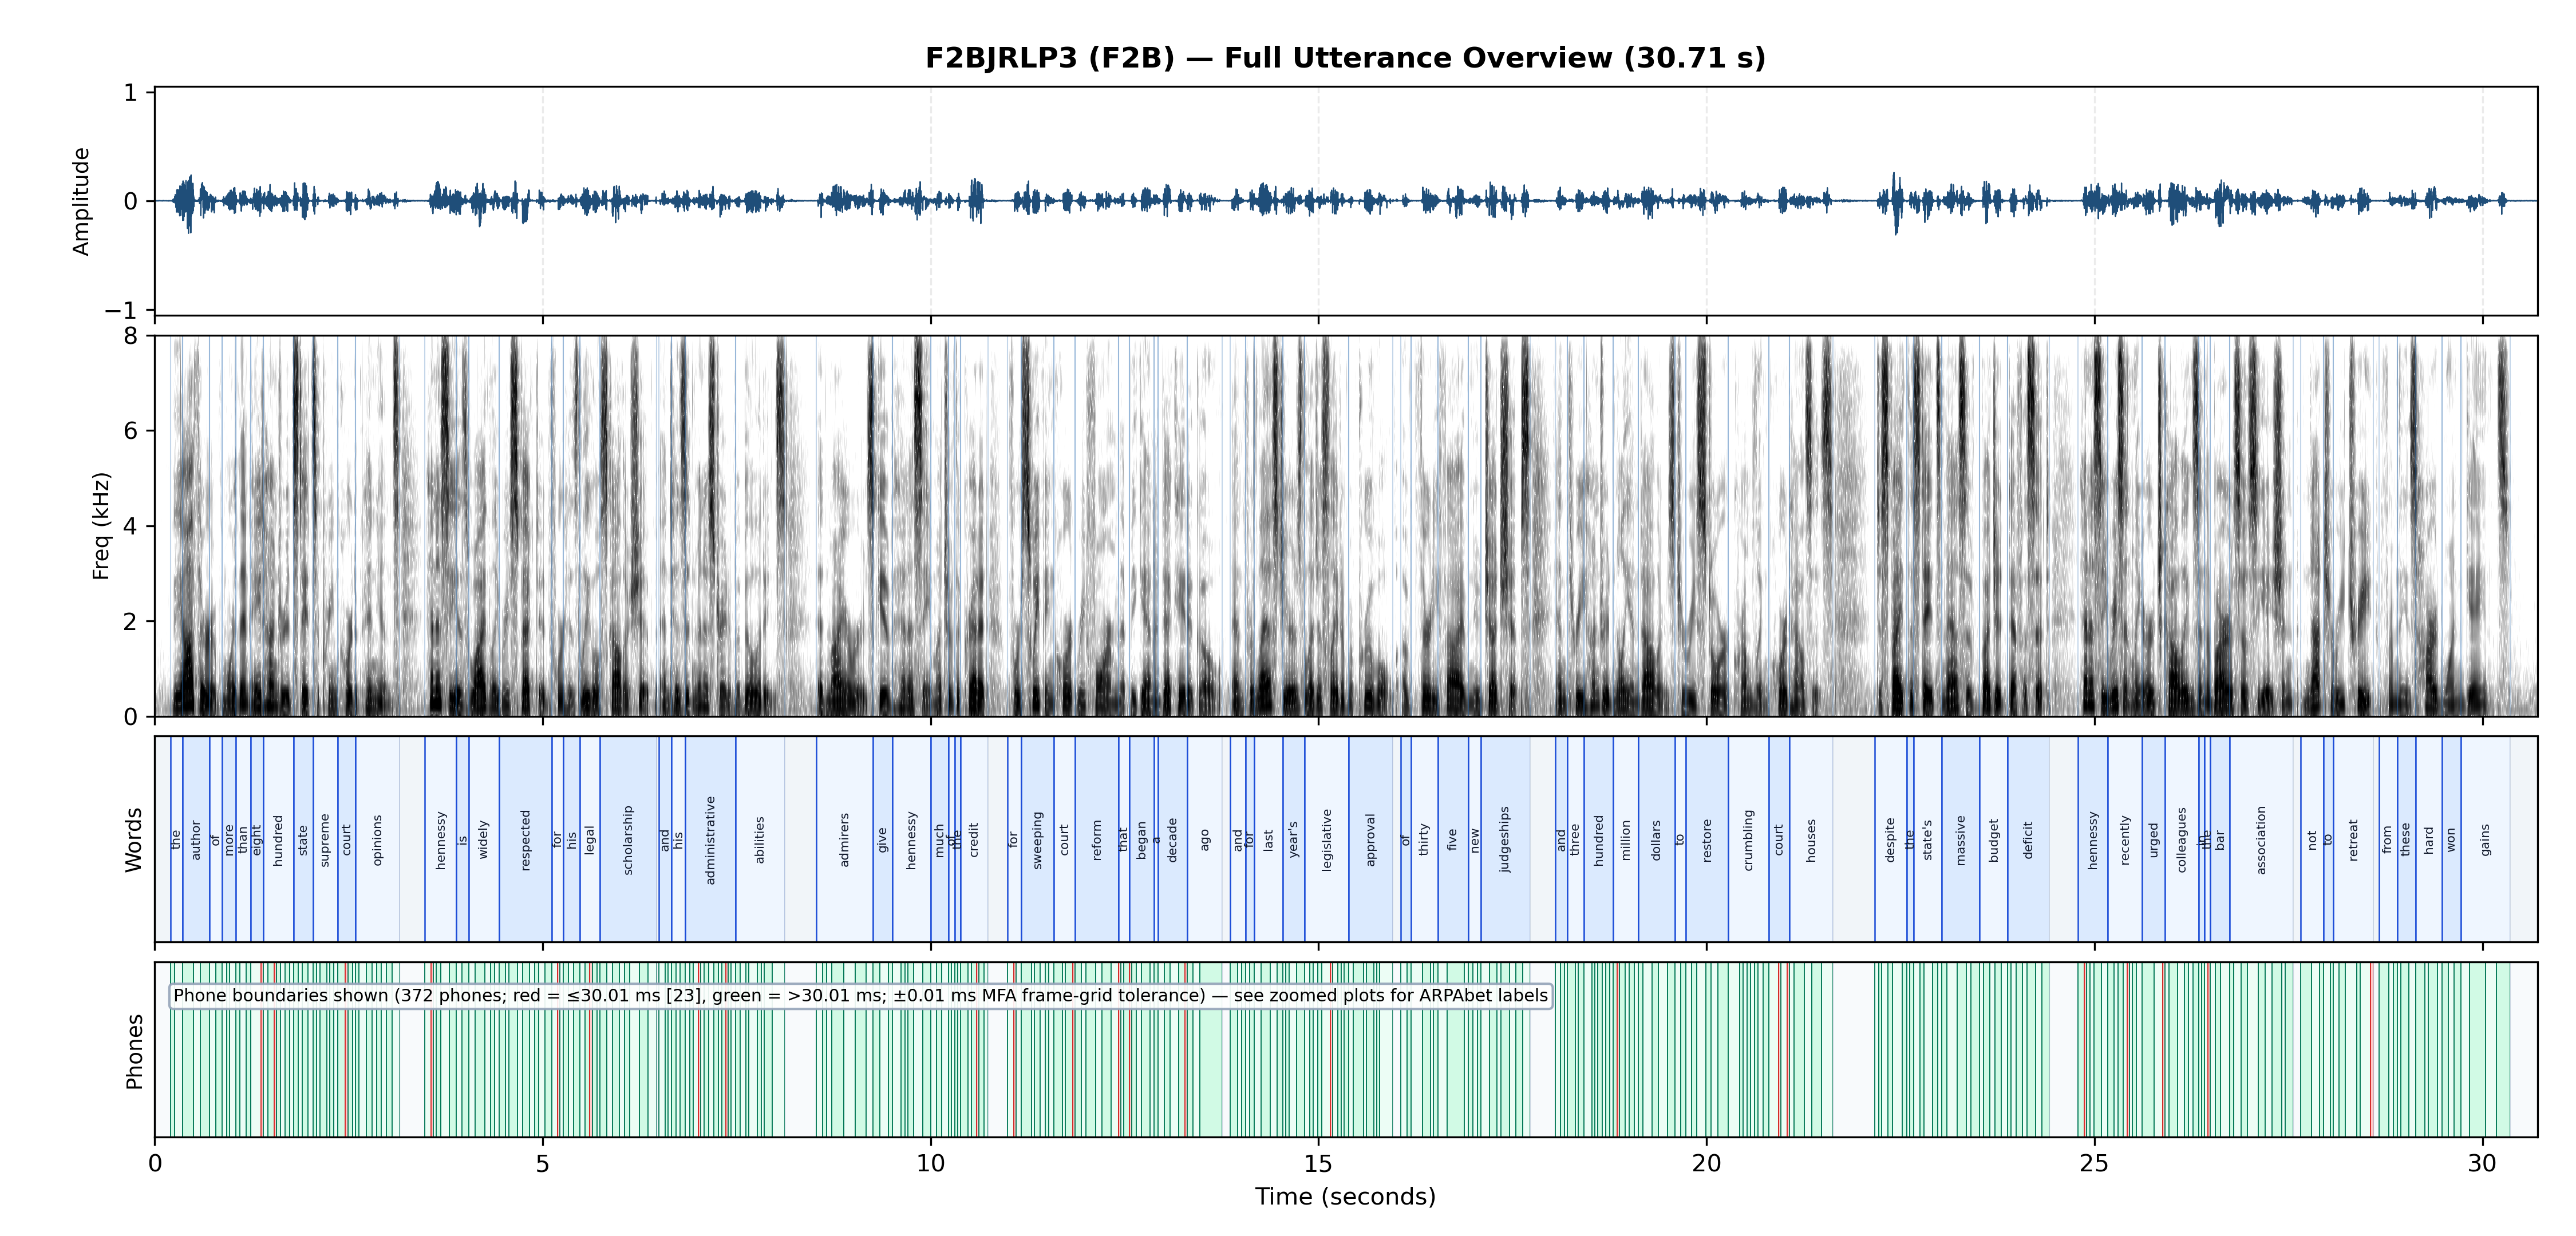 F2BJRLP3 (F2B) — Full Utterance Overview (30.71 s)
Amplitude
1
0
−1
Freq (kHz)
8
6
4
2
0
Words
the author of more than eight hundred state supreme court opinions hennessy is widely respected for his legal scholarship and his administrative abilities admirers give hennessy much of the credit for sweeping court reform that began a decade ago and for last year's legislative approval of thirty five new judgeships and three hundred million dollars to restore crumbling court houses despite the state's massive budget deficit hennessy recently urged colleagues in the bar association not to retreat from these hard won gains
Phones
Phone boundaries shown (372 phones; red = ≤30.01 ms [23], green = >30.01 ms; ±0.01 ms MFA frame-grid tolerance) — see zoomed plots for ARPAbet labels
0 5 10 15 20 25 30
Time (seconds)